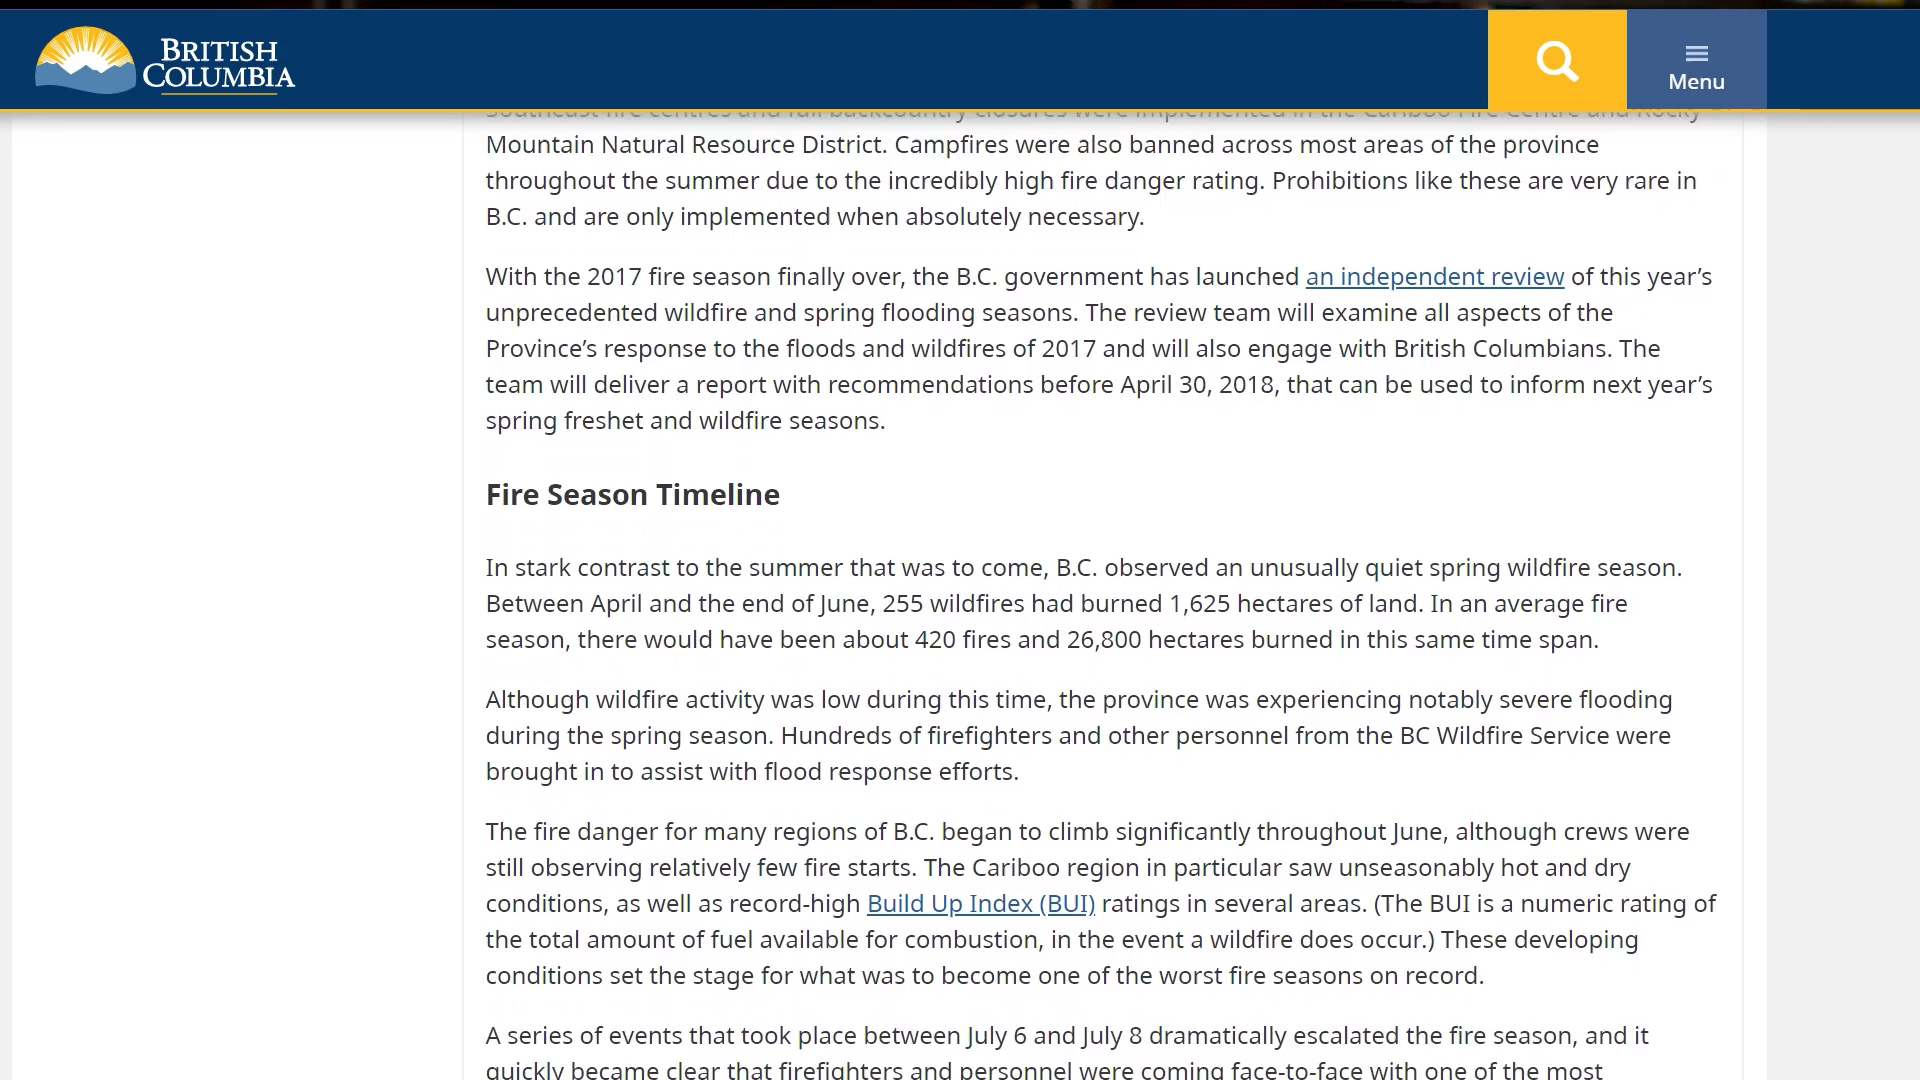 BRITISH
COLUMBIA
Menu
Southeast fire centres and full backcountry closures were implemented in the Cariboo Fire Centre and Rocky
Mountain Natural Resource District. Campfires were also banned across most areas of the province
throughout the summer due to the incredibly high fire danger rating. Prohibitions like these are very rare in
B.C. and are only implemented when absolutely necessary.
With the 2017 fire season finally over, the B.C. government has launched an independent review of this year’s
unprecedented wildfire and spring flooding seasons. The review team will examine all aspects of the
Province’s response to the floods and wildfires of 2017 and will also engage with British Columbians. The
team will deliver a report with recommendations before April 30, 2018, that can be used to inform next year’s
spring freshet and wildfire seasons.
Fire Season Timeline
In stark contrast to the summer that was to come, B.C. observed an unusually quiet spring wildfire season.
Between April and the end of June, 255 wildfires had burned 1,625 hectares of land. In an average fire
season, there would have been about 420 fires and 26,800 hectares burned in this same time span.
Although wildfire activity was low during this time, the province was experiencing notably severe flooding
during the spring season. Hundreds of firefighters and other personnel from the BC Wildfire Service were
brought in to assist with flood response efforts.
The fire danger for many regions of B.C. began to climb significantly throughout June, although crews were
still observing relatively few fire starts. The Cariboo region in particular saw unseasonably hot and dry
conditions, as well as record-high Build Up Index (BUI) ratings in several areas. (The BUI is a numeric rating of
the total amount of fuel available for combustion, in the event a wildfire does occur.) These developing
conditions set the stage for what was to become one of the worst fire seasons on record.
A series of events that took place between July 6 and July 8 dramatically escalated the fire season, and it
quickly became clear that firefighters and personnel were coming face-to-face with one of the most